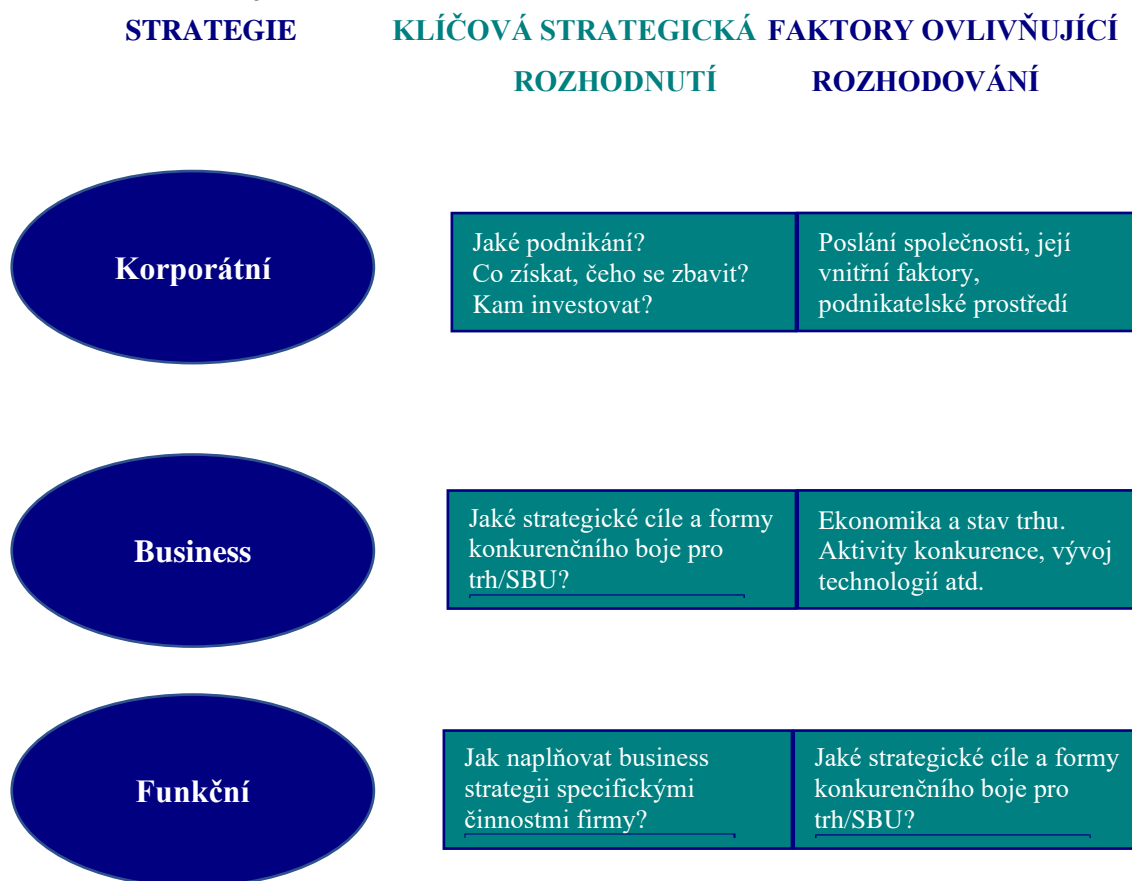 STRATEGIE
KLÍČOVÁ STRATEGICKÁ
ROZHODNUTÍ
FAKTORY OVLIVŇUJÍCÍ
ROZHODOVÁNÍ
Korporátní
Jaké podnikání?
Co získat, čeho se zbavit?
Kam investovat?
Poslání společnosti, její
vnitřní faktory,
podnikatelské prostředí
Business
Jaké strategické cíle a formy
konkurenčního boje pro
trh/SBU?
Ekonomika a stav trhu.
Aktivity konkurence, vývoj
technologií atd.
Funkční
Jak naplňovat business
strategii specifickými
činnostmi firmy?
Jaké strategické cíle a formy
konkurenčního boje pro
trh/SBU?